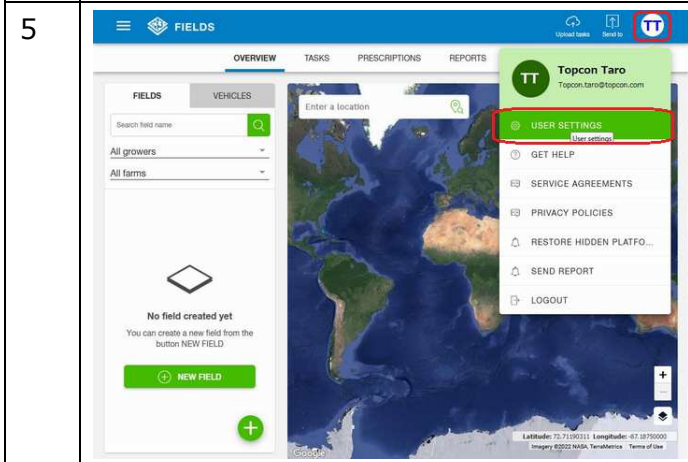 5
FIELDS
Upload tasks
Send to
TT
OVERVIEW
TASKS
PRESCRIPTIONS
REPORTS
TT
Topcon Taro
Topcon.taro@topcon.com
FIELDS
VEHICLES
Search field name
All growers
All farms
Enter a location
USER SETTINGS
User settings
GET HELP
SERVICE AGREEMENTS
PRIVACY POLICIES
RESTORE HIDDEN PLATFO...
SEND REPORT
LOGOUT
No field created yet
You can create a new field from the
button NEW FIELD
NEW FIELD
Google
Latitude: 72.71190311 Longitude: -67.18750000
Imagery ©2022 NASA, TerraMetrics
Terms of Use